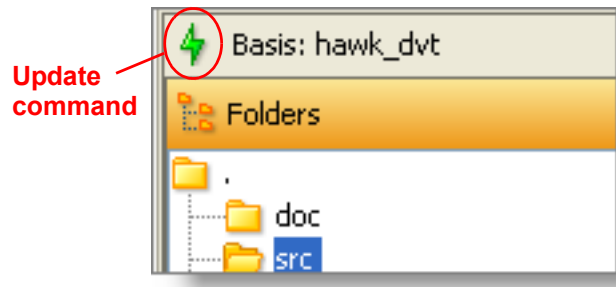 Basis: hawk_dvt
Update
command
Folders
.
doc
src